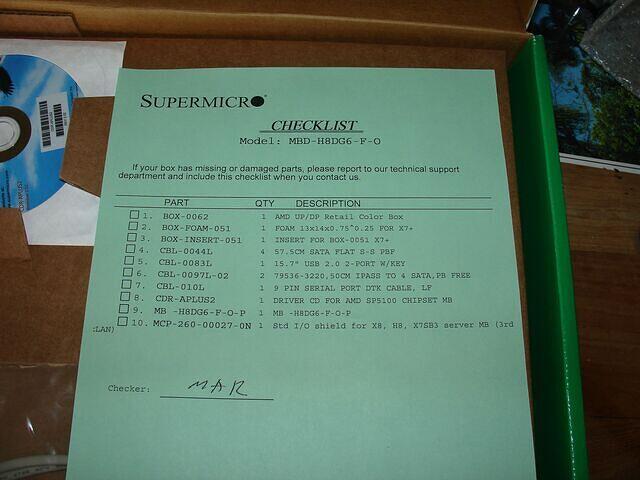 SUPERMICRO
CHECKLIST
Model: MBD-H8DG6-F-O
If your box has missing or damaged parts, please report to our technical support
department and include this checklist when you contact us.
PART QTY DESCRIPTION
1. BOX-0062 1 AMD UP/DP Retail Color Box
2. BOX-FOAM-051 1 FOAM 13x14x0.75~0.25 FOR X7+
3. BOX-INSERT-051 1 INSERT FOR BOX-0051 X7+
4. CBL-0044L 4 57.5CM SATA FLAT S-S PBF
5. CBL-0083L 1 15.7" USB 2.0 2-PORT W/KEY
6. CBL-0097L-02 2 79536-3220,50CM IPASS TO 4 SATA,PB FREE
7. CBL-010L 1 9 PIN SERIAL PORT DTK CABLE, LF
8. CDR-APLUS2 1 DRIVER CD FOR AMD SP5100 CHIPSET MB
9. MB -H8DG6-F-O-P 1 MB -H8DG6-F-O-P
10. MCP-260-00027-0N 1 Std I/O shield for X8, H8, X7SB3 server MB (3rd
:LAN)
Checker: MAR
CDR-APLUS2